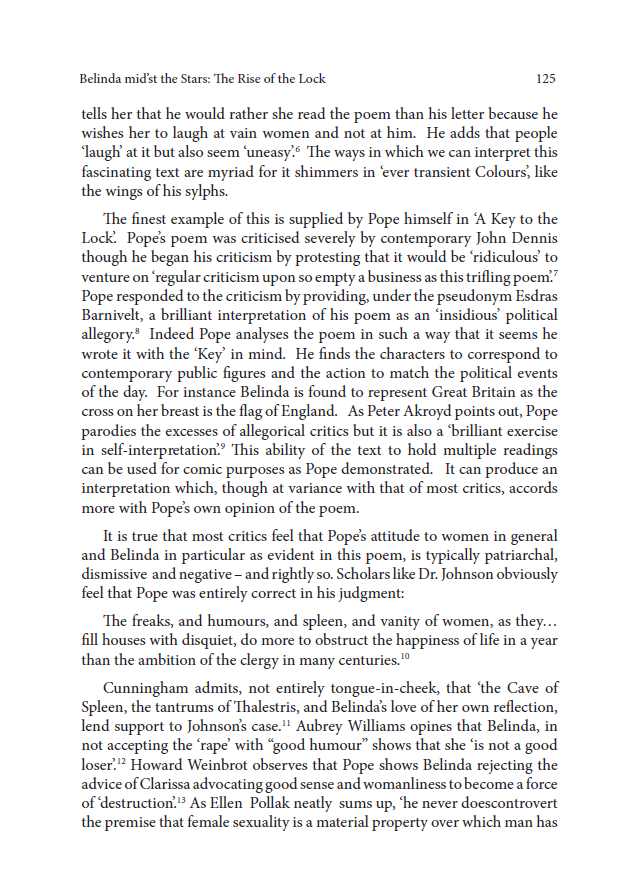 Belinda mid'st the Stars: The Rise of the Lock 125
tells her that he would rather she read the poem than his letter because he
wishes her to laugh at vain women and not at him. He adds that people
‘laugh’ at it but also seem ‘uneasy’.⁶ The ways in which we can interpret this
fascinating text are myriad for it shimmers in ‘ever transient Colours’, like
the wings of his sylphs.
The finest example of this is supplied by Pope himself in ‘A Key to the
Lock’. Pope’s poem was criticised severely by contemporary John Dennis
though he began his criticism by protesting that it would be ‘ridiculous’ to
venture on ‘regular criticism upon so empty a business as this trifling poem’.⁷
Pope responded to the criticism by providing, under the pseudonym Esdras
Barnivelt, a brilliant interpretation of his poem as an ‘insidious’ political
allegory.⁸ Indeed Pope analyses the poem in such a way that it seems he
wrote it with the ‘Key’ in mind. He finds the characters to correspond to
contemporary public figures and the action to match the political events
of the day. For instance Belinda is found to represent Great Britain as the
cross on her breast is the flag of England. As Peter Akroyd points out, Pope
parodies the excesses of allegorical critics but it is also a ‘brilliant exercise
in self-interpretation’.⁹ This ability of the text to hold multiple readings
can be used for comic purposes as Pope demonstrated. It can produce an
interpretation which, though at variance with that of most critics, accords
more with Pope’s own opinion of the poem.
It is true that most critics feel that Pope’s attitude to women in general
and Belinda in particular as evident in this poem, is typically patriarchal,
dismissive and negative – and rightly so. Scholars like Dr. Johnson obviously
feel that Pope was entirely correct in his judgment:
The freaks, and humours, and spleen, and vanity of women, as they…
fill houses with disquiet, do more to obstruct the happiness of life in a year
than the ambition of the clergy in many centuries.¹⁰
Cunningham admits, not entirely tongue-in-cheek, that ‘the Cave of
Spleen, the tantrums of Thalestris, and Belinda’s love of her own reflection,
lend support to Johnson’s case.¹¹ Aubrey Williams opines that Belinda, in
not accepting the ‘rape’ with “good humour” shows that she ‘is not a good
loser’.¹² Howard Weinbrot observes that Pope shows Belinda rejecting the
advice of Clarissa advocating good sense and womanliness to become a force
of ‘destruction’.¹³ As Ellen Pollak neatly sums up, ‘he never doescontrovert
the premise that female sexuality is a material property over which man has